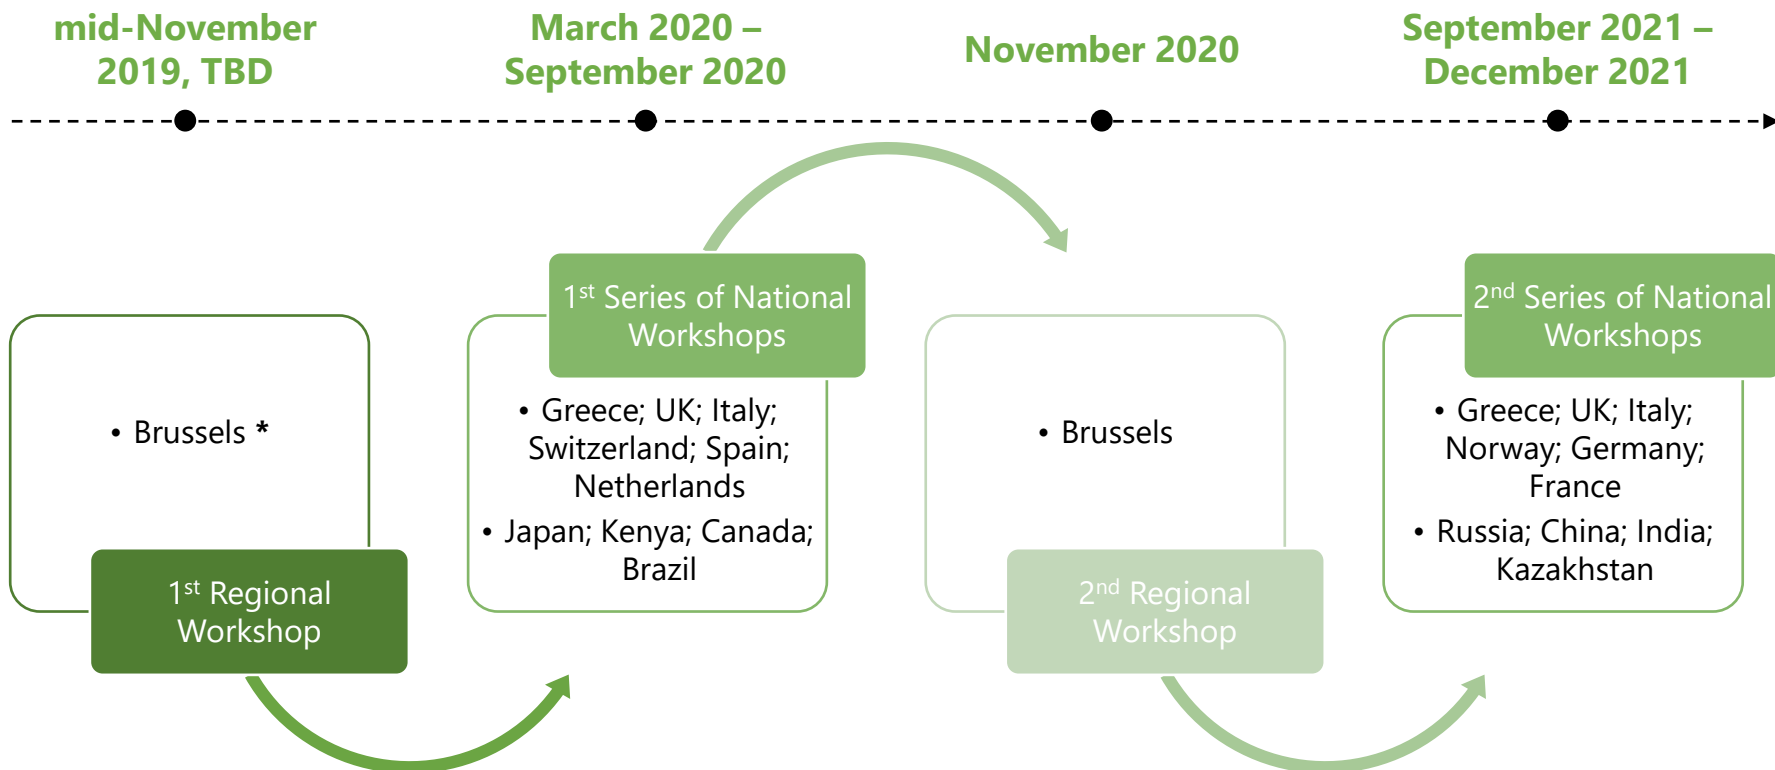 mid-November
2019, TBD
March 2020 –
September 2020
November 2020
September 2021 –
December 2021
• Brussels *
1st Regional
Workshop
1st Series of National
Workshops
• Greece; UK; Italy;
Switzerland; Spain;
Netherlands
• Japan; Kenya; Canada;
Brazil
• Brussels
2nd Regional
Workshop
2nd Series of National
Workshops
• Greece; UK; Italy;
Norway; Germany;
France
• Russia; China; India;
Kazakhstan